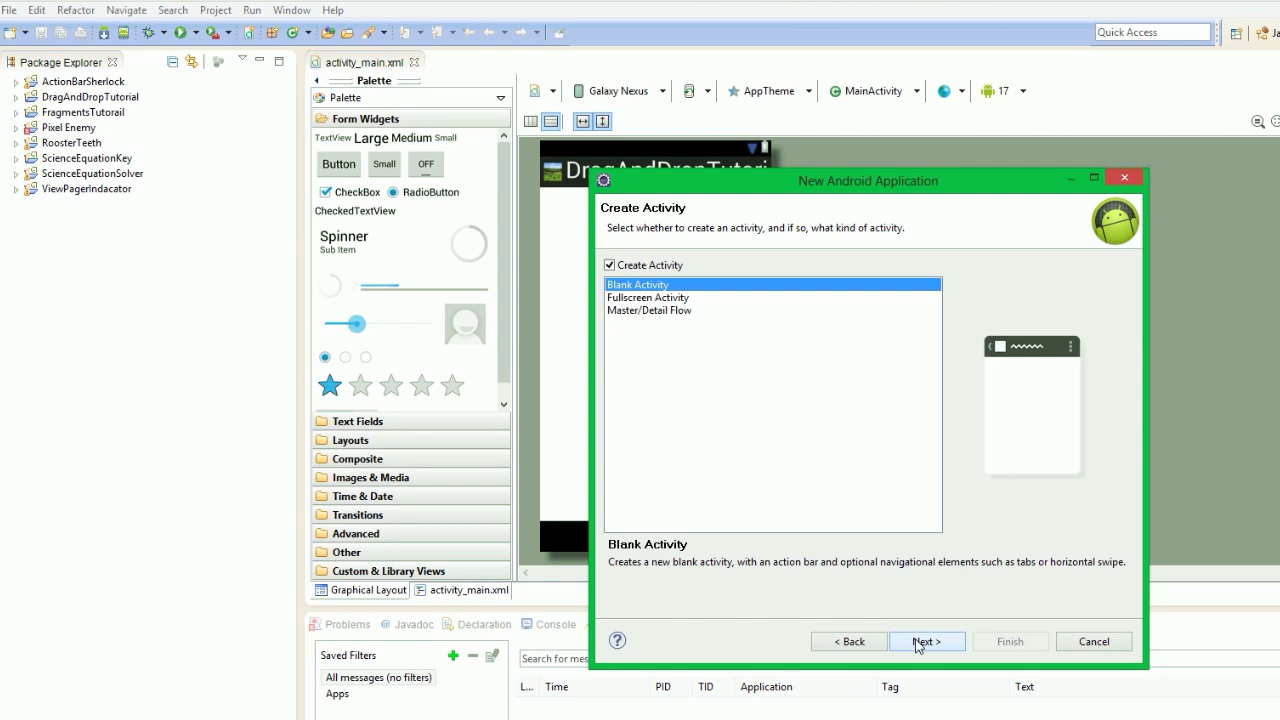 File Edit Refactor Navigate Search Project Run Window Help
Quick Access
Package Explorer
ActionBarSherlock
DragAndDropTutorial
FragmentsTutorail
Pixel Enemy
RoosterTeeth
ScienceEquationKey
ScienceEquationSolver
ViewPagerIndacator
activity_main.xml
Palette
Palette
Form Widgets
TextView Large Medium Small
Button Small OFF
CheckBox RadioButton
CheckedTextView
Spinner
Sub Item
Text Fields
Layouts
Composite
Images & Media
Time & Date
Transitions
Advanced
Other
Custom & Library Views
Graphical Layout activity_main.xml
Galaxy Nexus AppTheme MainActivity 17
DragAndDropTutori
New Android Application
Create Activity
Select whether to create an activity, and if so, what kind of activity.
Create Activity
Blank Activity
Fullscreen Activity
Master/Detail Flow
Blank Activity
Creates a new blank activity, with an action bar and optional navigational elements such as tabs or horizontal swipe.
< Back Next > Finish Cancel
Problems @ Javadoc Declaration Console
Saved Filters
All messages (no filters)
Apps
Search for mes
L... Time PID TID Application Tag Text